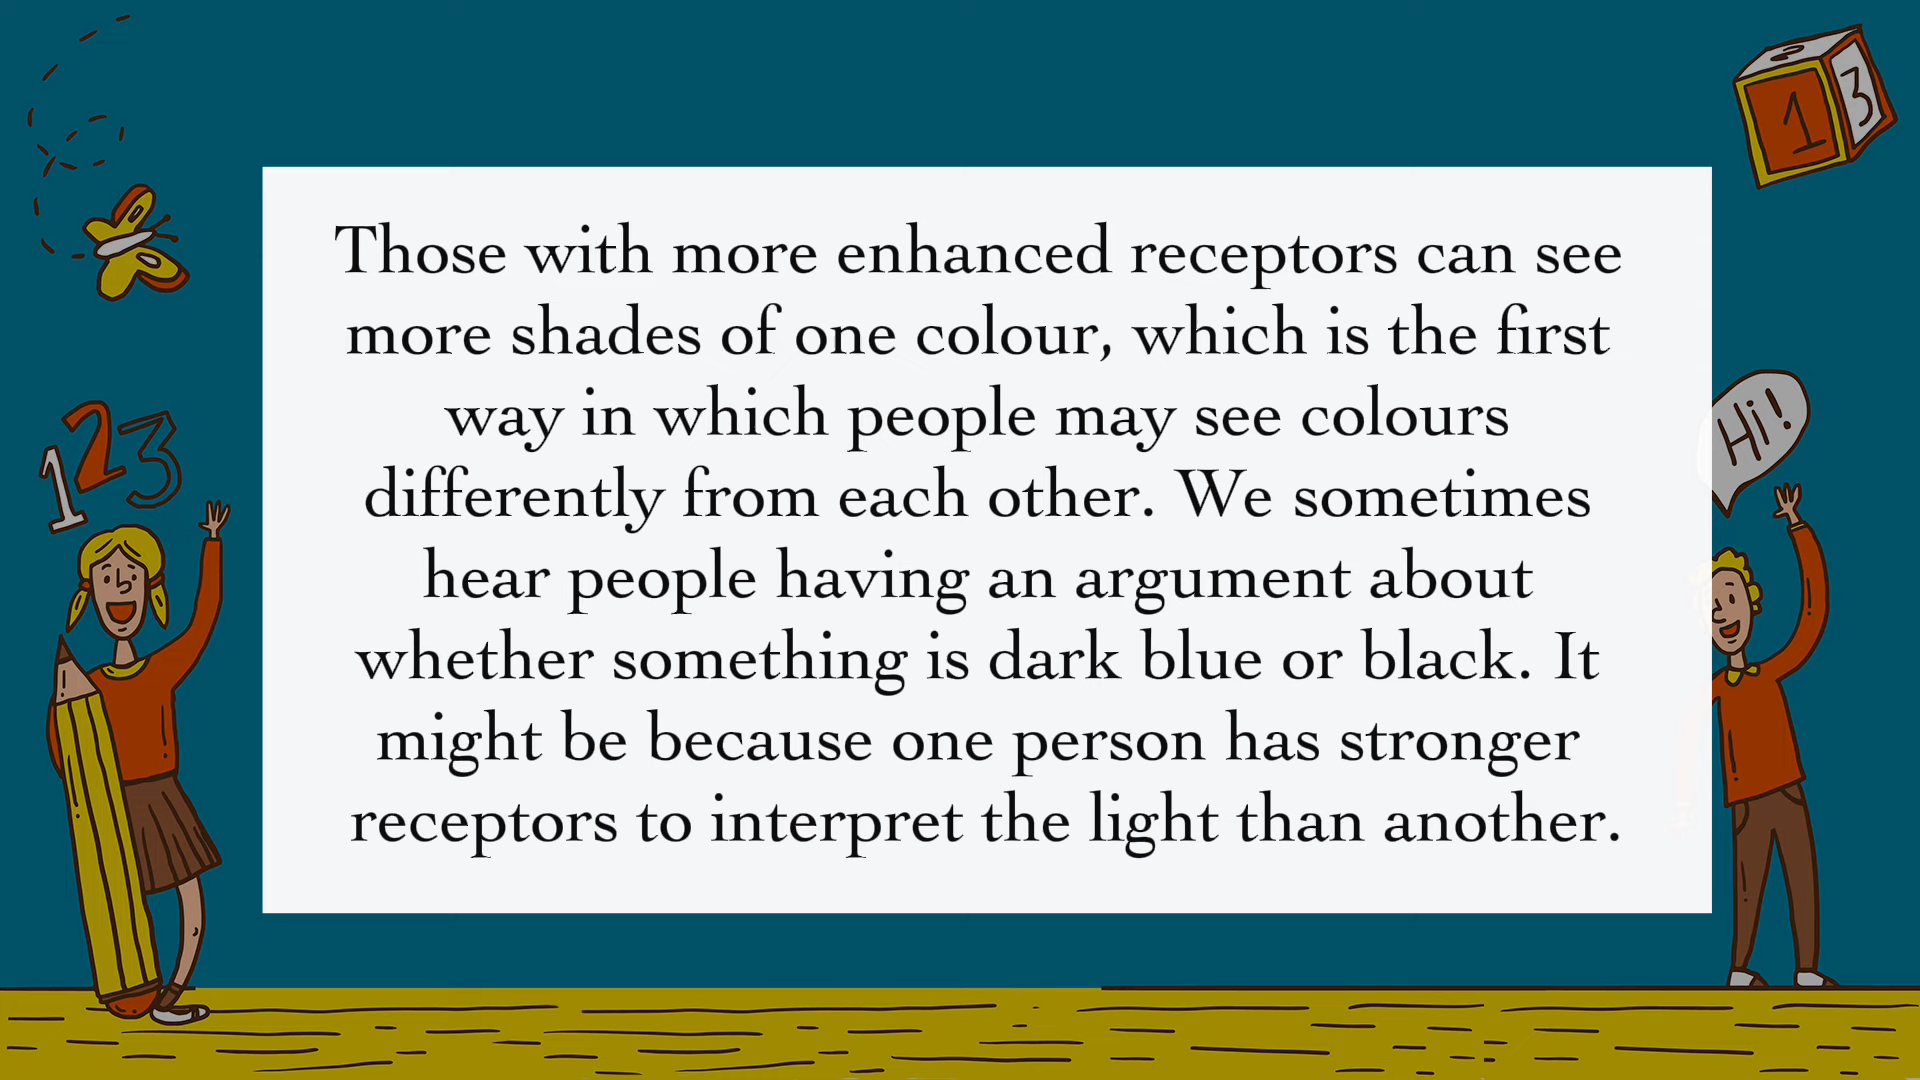 Those with more enhanced receptors can see
more shades of one colour, which is the first
way in which people may see colours
differently from each other. We sometimes
hear people having an argument about
whether something is dark blue or black. It
might be because one person has stronger
receptors to interpret the light than another.
1 3
2
123
Hi!